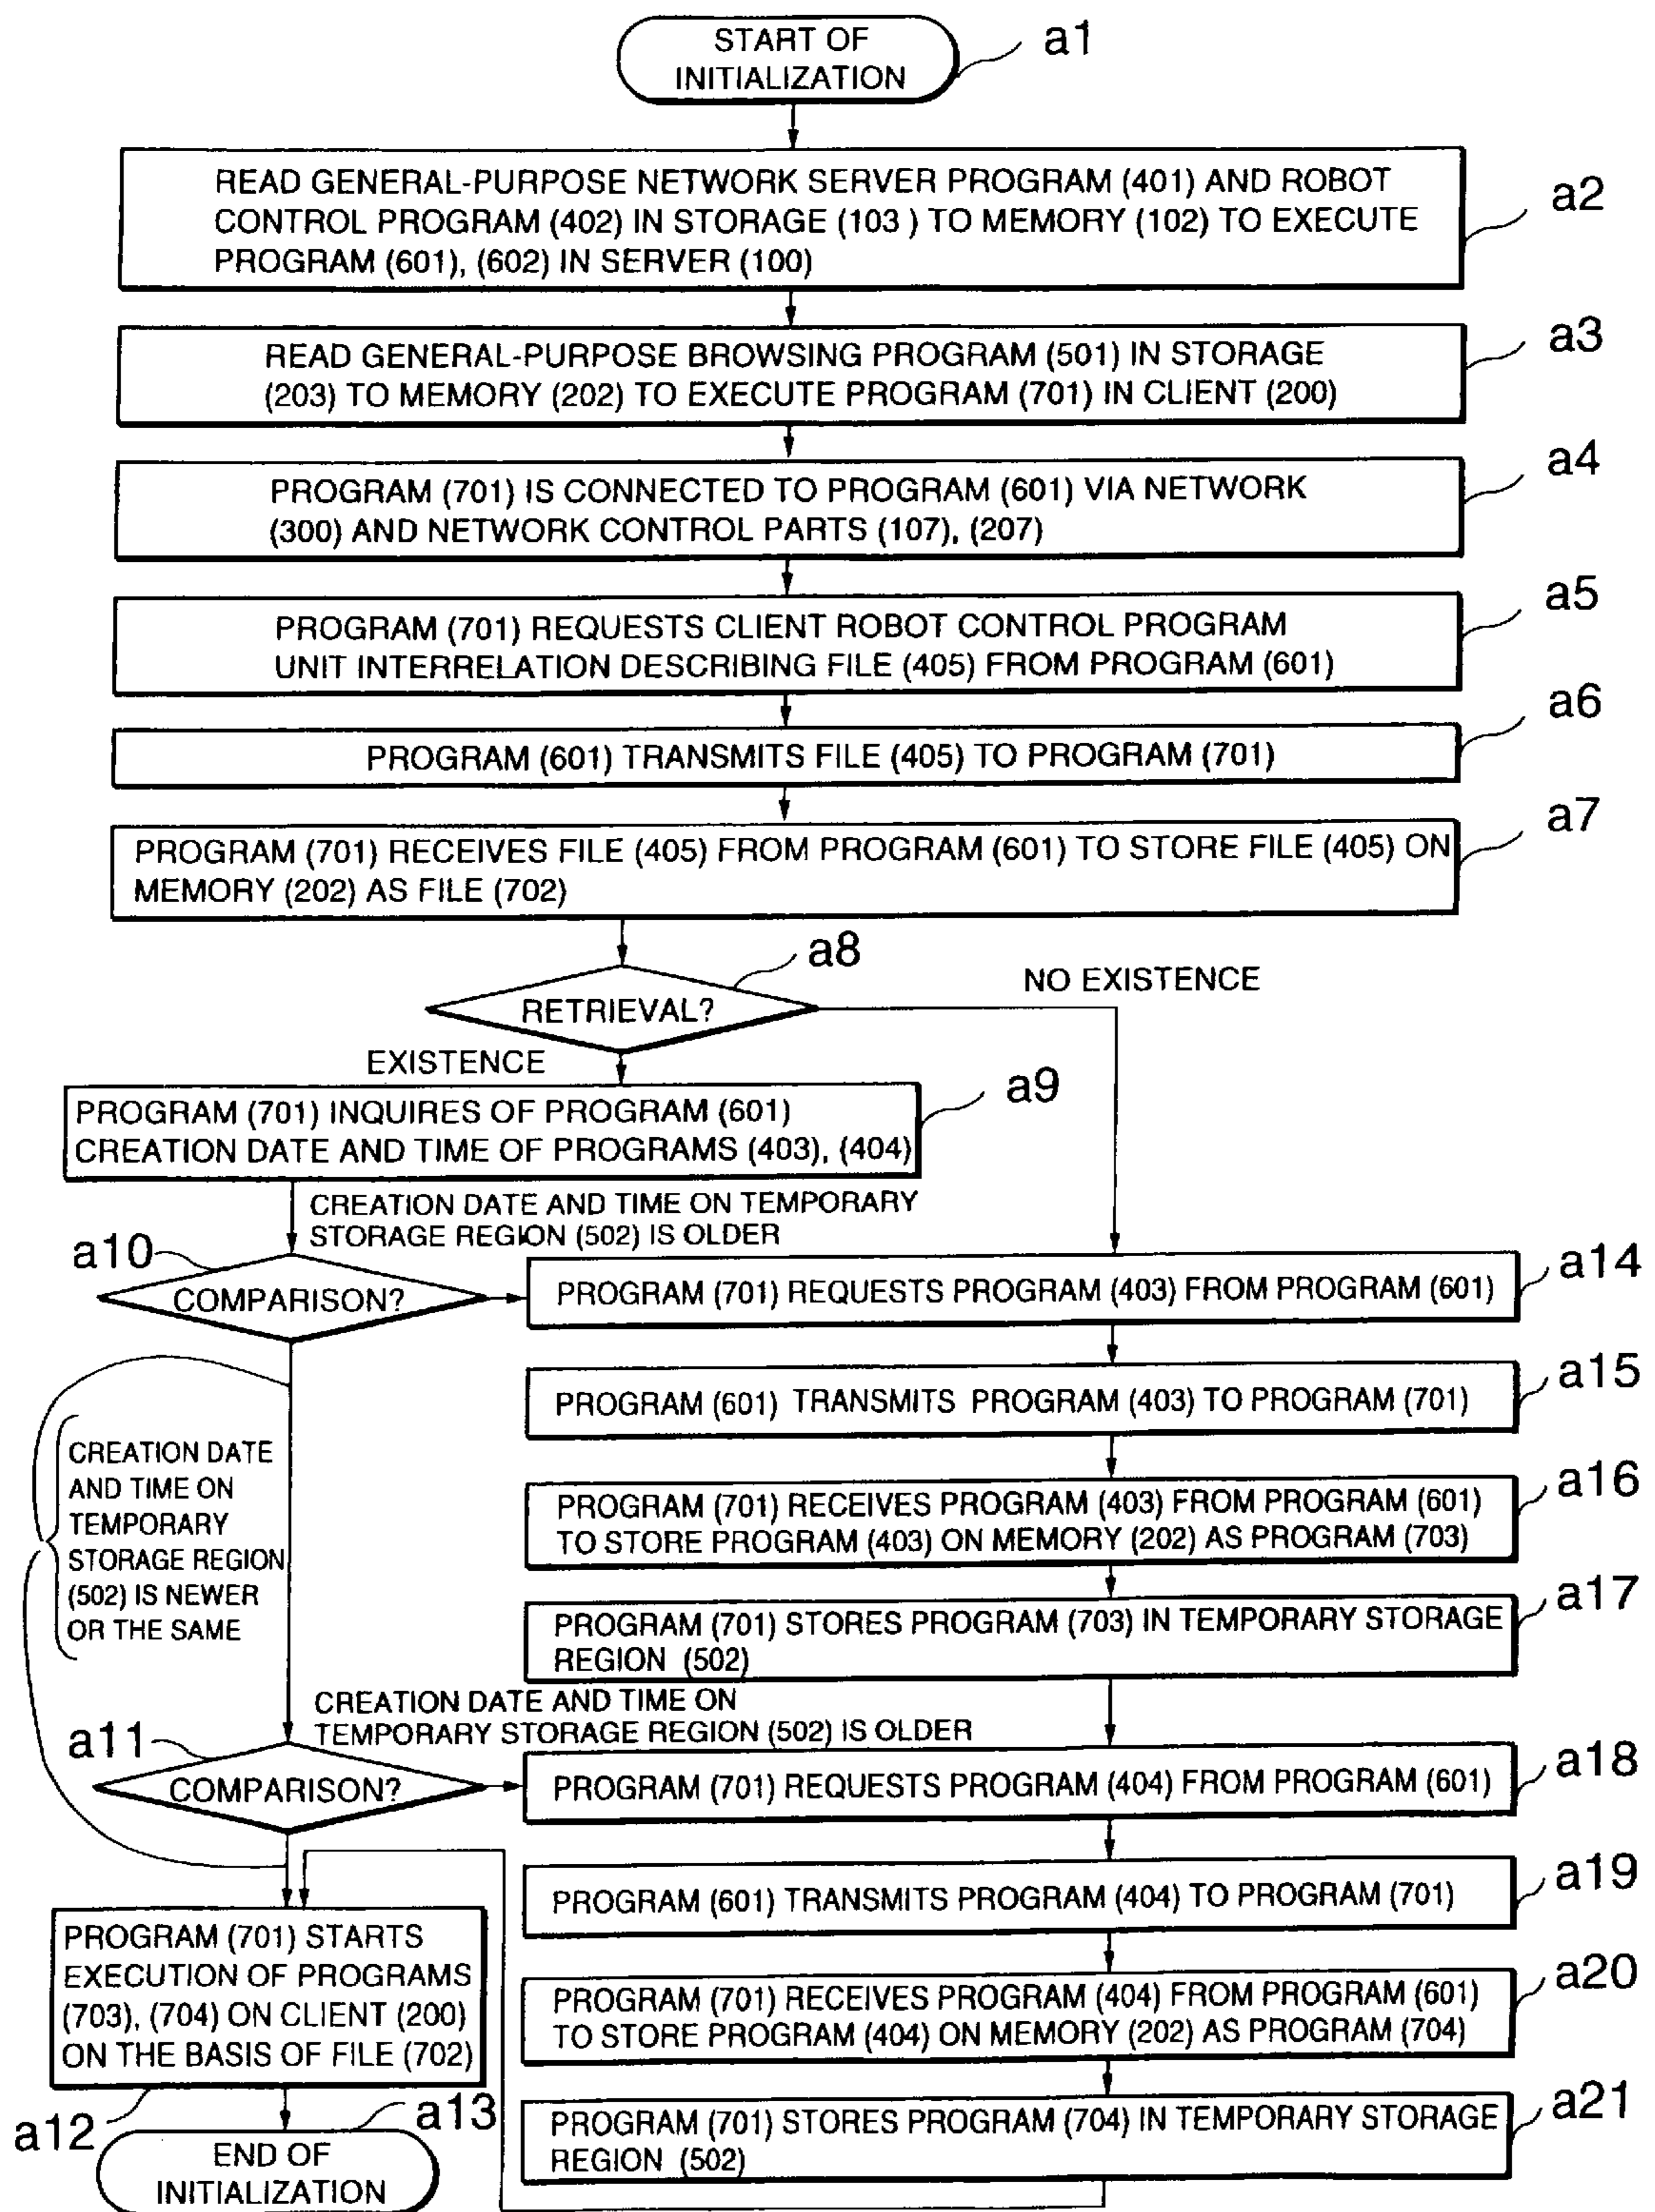 START OF
INITIALIZATION
a1
READ GENERAL-PURPOSE NETWORK SERVER PROGRAM (401) AND ROBOT
CONTROL PROGRAM (402) IN STORAGE (103 ) TO MEMORY (102) TO EXECUTE
PROGRAM (601), (602) IN SERVER (100)
a2
READ GENERAL-PURPOSE BROWSING PROGRAM (501) IN STORAGE
(203) TO MEMORY (202) TO EXECUTE PROGRAM (701) IN CLIENT (200)
a3
PROGRAM (701) IS CONNECTED TO PROGRAM (601) VIA NETWORK
(300) AND NETWORK CONTROL PARTS (107), (207)
a4
PROGRAM (701) REQUESTS CLIENT ROBOT CONTROL PROGRAM
UNIT INTERRELATION DESCRIBING FILE (405) FROM PROGRAM (601)
a5
PROGRAM (601) TRANSMITS FILE (405) TO PROGRAM (701)
a6
PROGRAM (701) RECEIVES FILE (405) FROM PROGRAM (601) TO STORE FILE (405) ON
MEMORY (202) AS FILE (702)
a7
RETRIEVAL?
a8
NO EXISTENCE
EXISTENCE
PROGRAM (701) INQUIRES OF PROGRAM (601)
CREATION DATE AND TIME OF PROGRAMS (403), (404)
a9
CREATION DATE AND TIME ON TEMPORARY
STORAGE REGION (502) IS OLDER
a10
COMPARISON?
PROGRAM (701) REQUESTS PROGRAM (403) FROM PROGRAM (601)
a14
PROGRAM (601) TRANSMITS PROGRAM (403) TO PROGRAM (701)
a15
CREATION DATE
AND TIME ON
TEMPORARY
STORAGE REGION
(502) IS NEWER
OR THE SAME
PROGRAM (701) RECEIVES PROGRAM (403) FROM PROGRAM (601)
TO STORE PROGRAM (403) ON MEMORY (202) AS PROGRAM (703)
a16
PROGRAM (701) STORES PROGRAM (703) IN TEMPORARY STORAGE
REGION (502)
a17
CREATION DATE AND TIME ON
TEMPORARY STORAGE REGION (502) IS OLDER
a11
COMPARISON?
PROGRAM (701) REQUESTS PROGRAM (404) FROM PROGRAM (601)
a18
PROGRAM (601) TRANSMITS PROGRAM (404) TO PROGRAM (701)
a19
PROGRAM (701) STARTS
EXECUTION OF PROGRAMS
(703), (704) ON CLIENT (200)
ON THE BASIS OF FILE (702)
a12
PROGRAM (701) RECEIVES PROGRAM (404) FROM PROGRAM (601)
TO STORE PROGRAM (404) ON MEMORY (202) AS PROGRAM (704)
a20
PROGRAM (701) STORES PROGRAM (704) IN TEMPORARY STORAGE
REGION (502)
a21
a13
END OF
INITIALIZATION